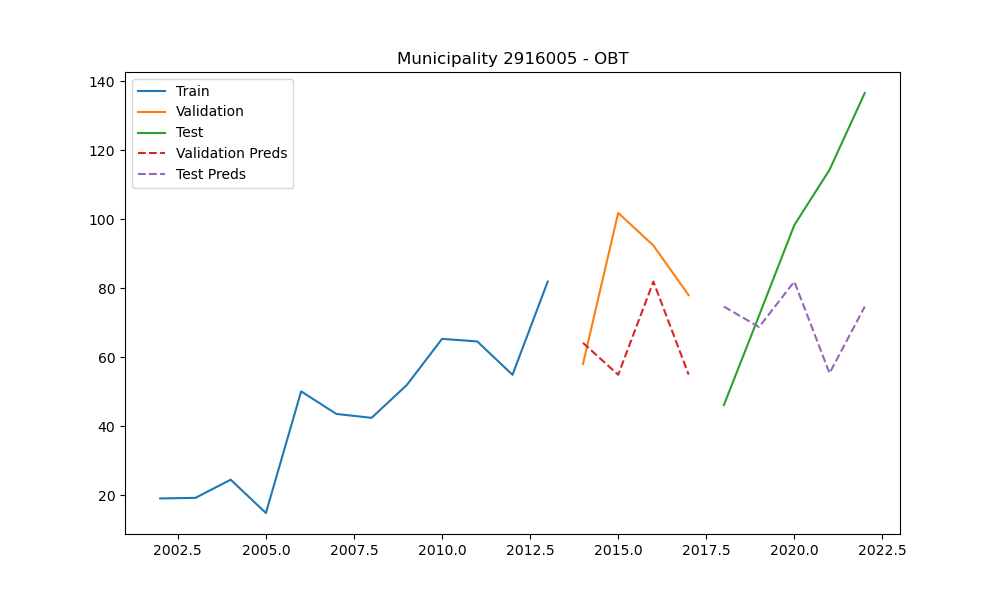 Municipality 2916005 - OBT
Train
Validation
Test
Validation Preds
Test Preds
140
120
100
80
60
40
20
2002.5 2005.0 2007.5 2010.0 2012.5 2015.0 2017.5 2020.0 2022.5